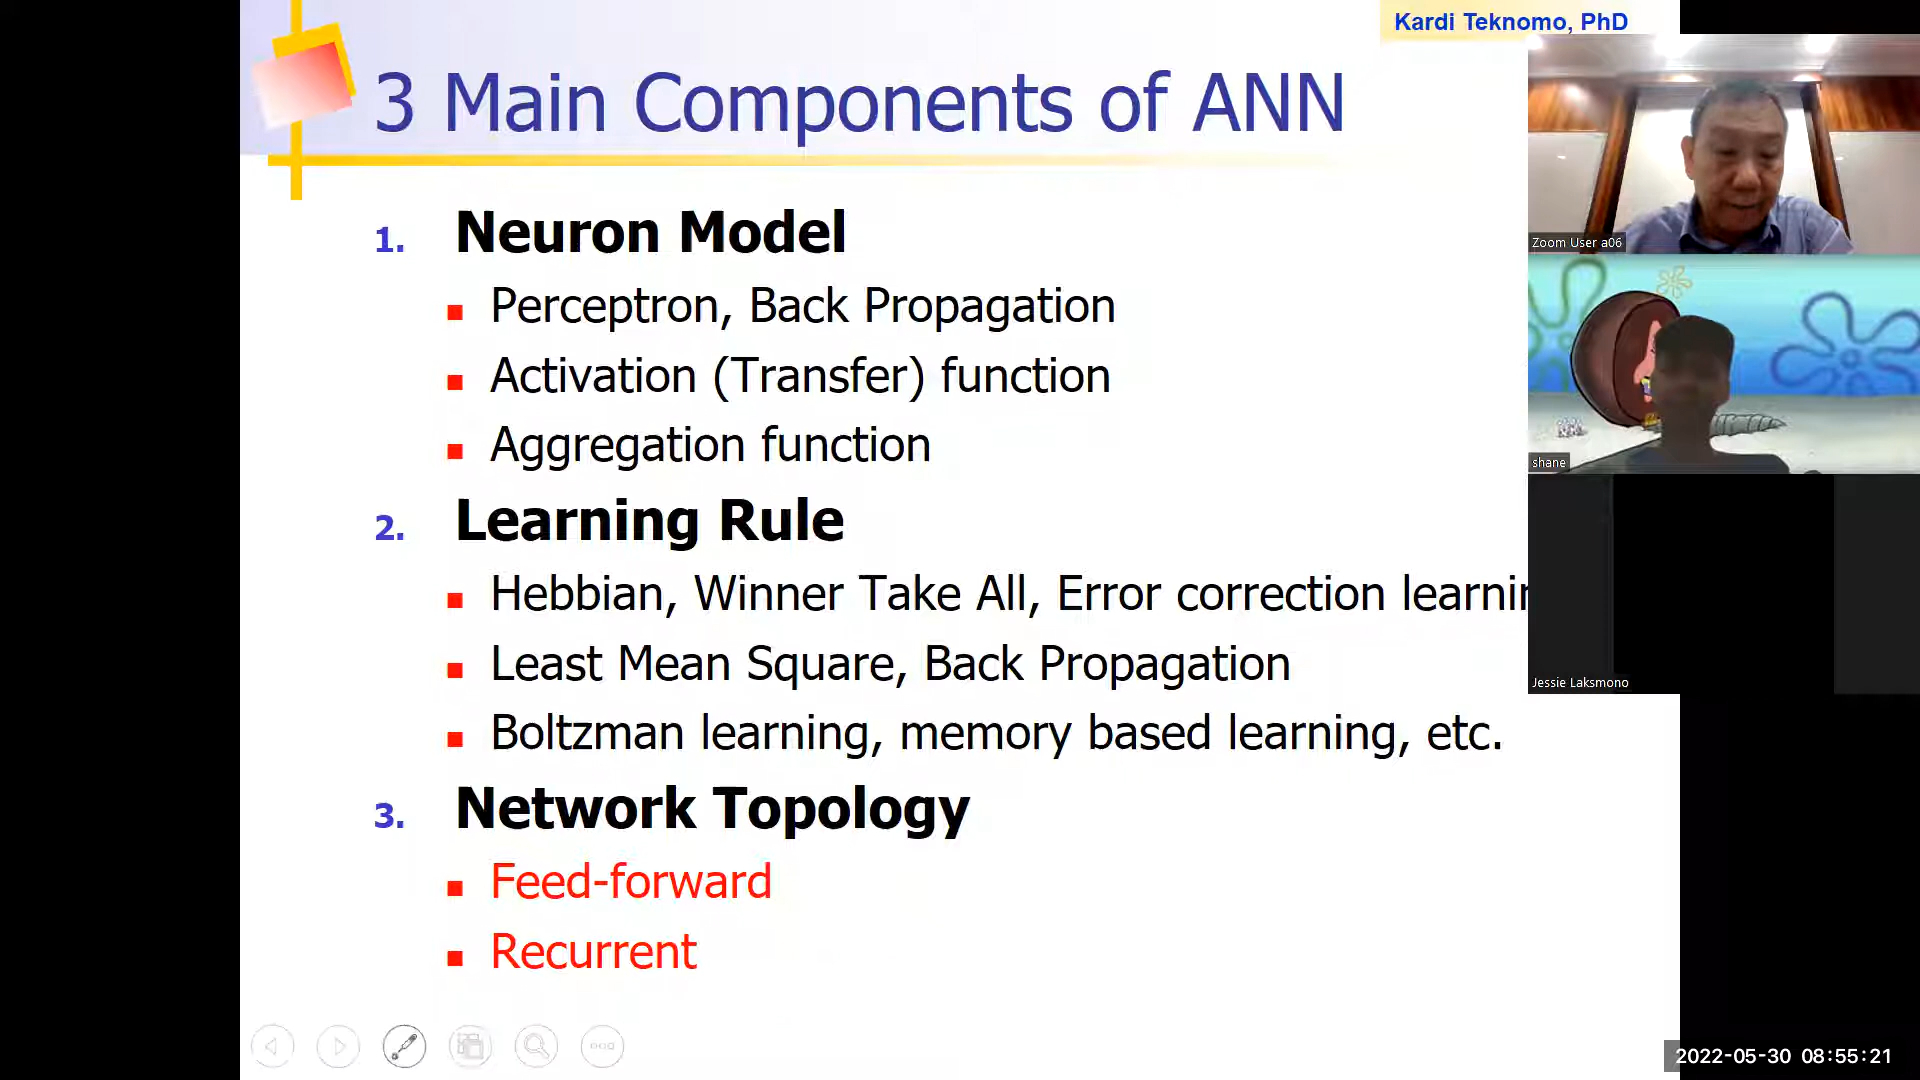 Kardi Teknomo, PhD
3 Main Components of ANN
1. Neuron Model
Perceptron, Back Propagation
Activation (Transfer) function
Aggregation function
2. Learning Rule
Hebbian, Winner Take All, Error correction learnin
Least Mean Square, Back Propagation
Boltzman learning, memory based learning, etc.
3. Network Topology
Feed-forward
Recurrent
Zoom User a06
shane
Jessie Laksmono
2022-05-30 08:55:21